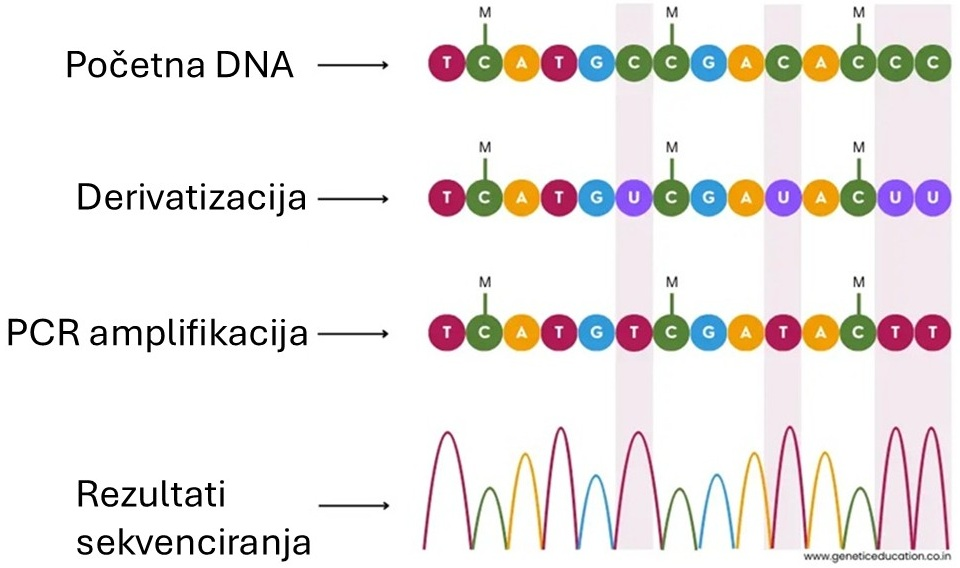 M M M
Početna DNA T C A T G C C G A C A C C C
M M M
Derivatizacija T C A T G U C G A U A C U U
M M M
PCR amplifikacija T C A T G T C G A T A C T T
Rezultati
sekvenciranja
www.geneticeducation.co.in